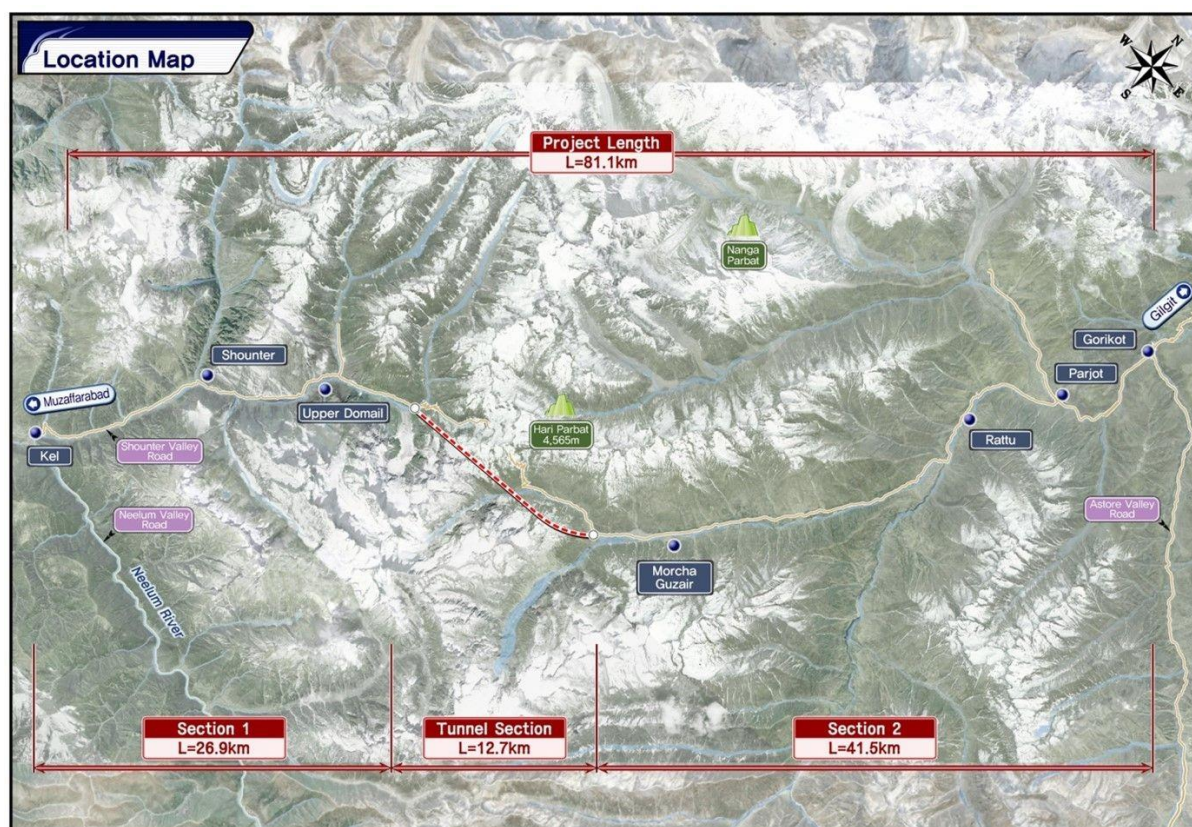 Location Map
W
N
S
E
Project Length
L=81.1km
Nanga
Parbat
Gilgit
Gorikot
Shounter
Parjot
Muzaffarabad
Upper Domail
Hari Parbat
4,565m
Rattu
Kel
Shounter Valley
Road
Neelum Valley
Road
Astore Valley
Road
Morcha
Guzair
Neelum River
Section 1
L=26.9km
Tunnel Section
L=12.7km
Section 2
L=41.5km